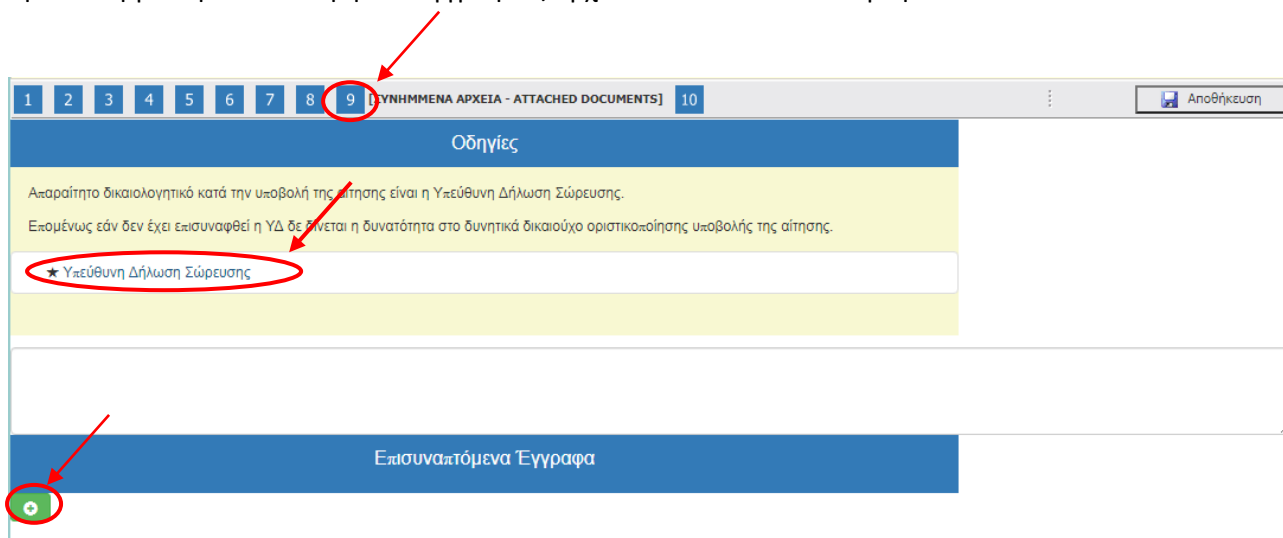 1 2 3 4 5 6 7 8 9 [ΣΥΝΗΜΜΕΝΑ ΑΡΧΕΙΑ - ATTACHED DOCUMENTS] 10 Αποθήκευση
Οδηγίες
Απαραίτητο δικαιολογητικό κατά την υποβολή της αίτησης είναι η Υπεύθυνη Δήλωση Σώρευσης.
Επομένως εάν δεν έχει επισυναφθεί η ΥΔ δε δίνεται η δυνατότητα στο δυνητικά δικαιούχο οριστικοποίησης υποβολής της αίτησης.
★ Υπεύθυνη Δήλωση Σώρευσης
Επισυναπτόμενα Έγγραφα